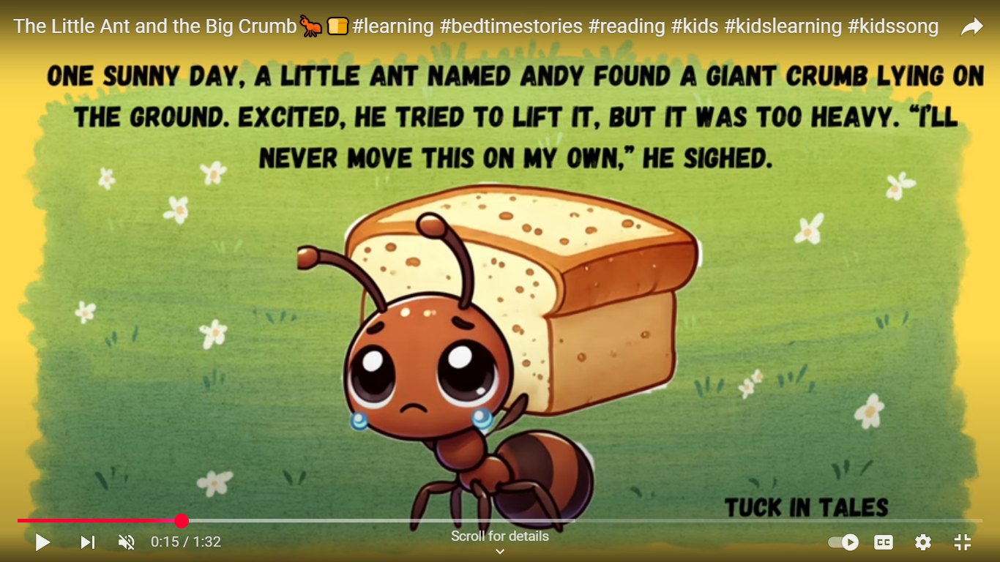 The Little Ant and the Big Crumb🐜🍞#learning #bedtimestories #reading #kids #kidslearning #kidssong
ONE SUNNY DAY, A LITTLE ANT NAMED ANDY FOUND A GIANT CRUMB LYING ON
THE GROUND. EXCITED, HE TRIED TO LIFT IT, BUT IT WAS TOO HEAVY. “I’LL
NEVER MOVE THIS ON MY OWN,” HE SIGHED.
TUCK IN TALES
Scroll for details
0:15 / 1:32
CC